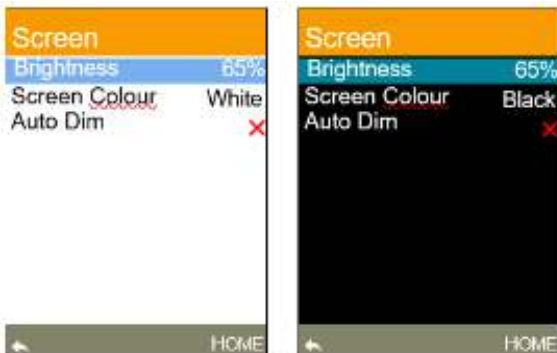 Screen
Brightness 65%
Screen Colour White
Auto Dim
HOME
Screen
Brightness 65%
Screen Colour Black
Auto Dim
HOME